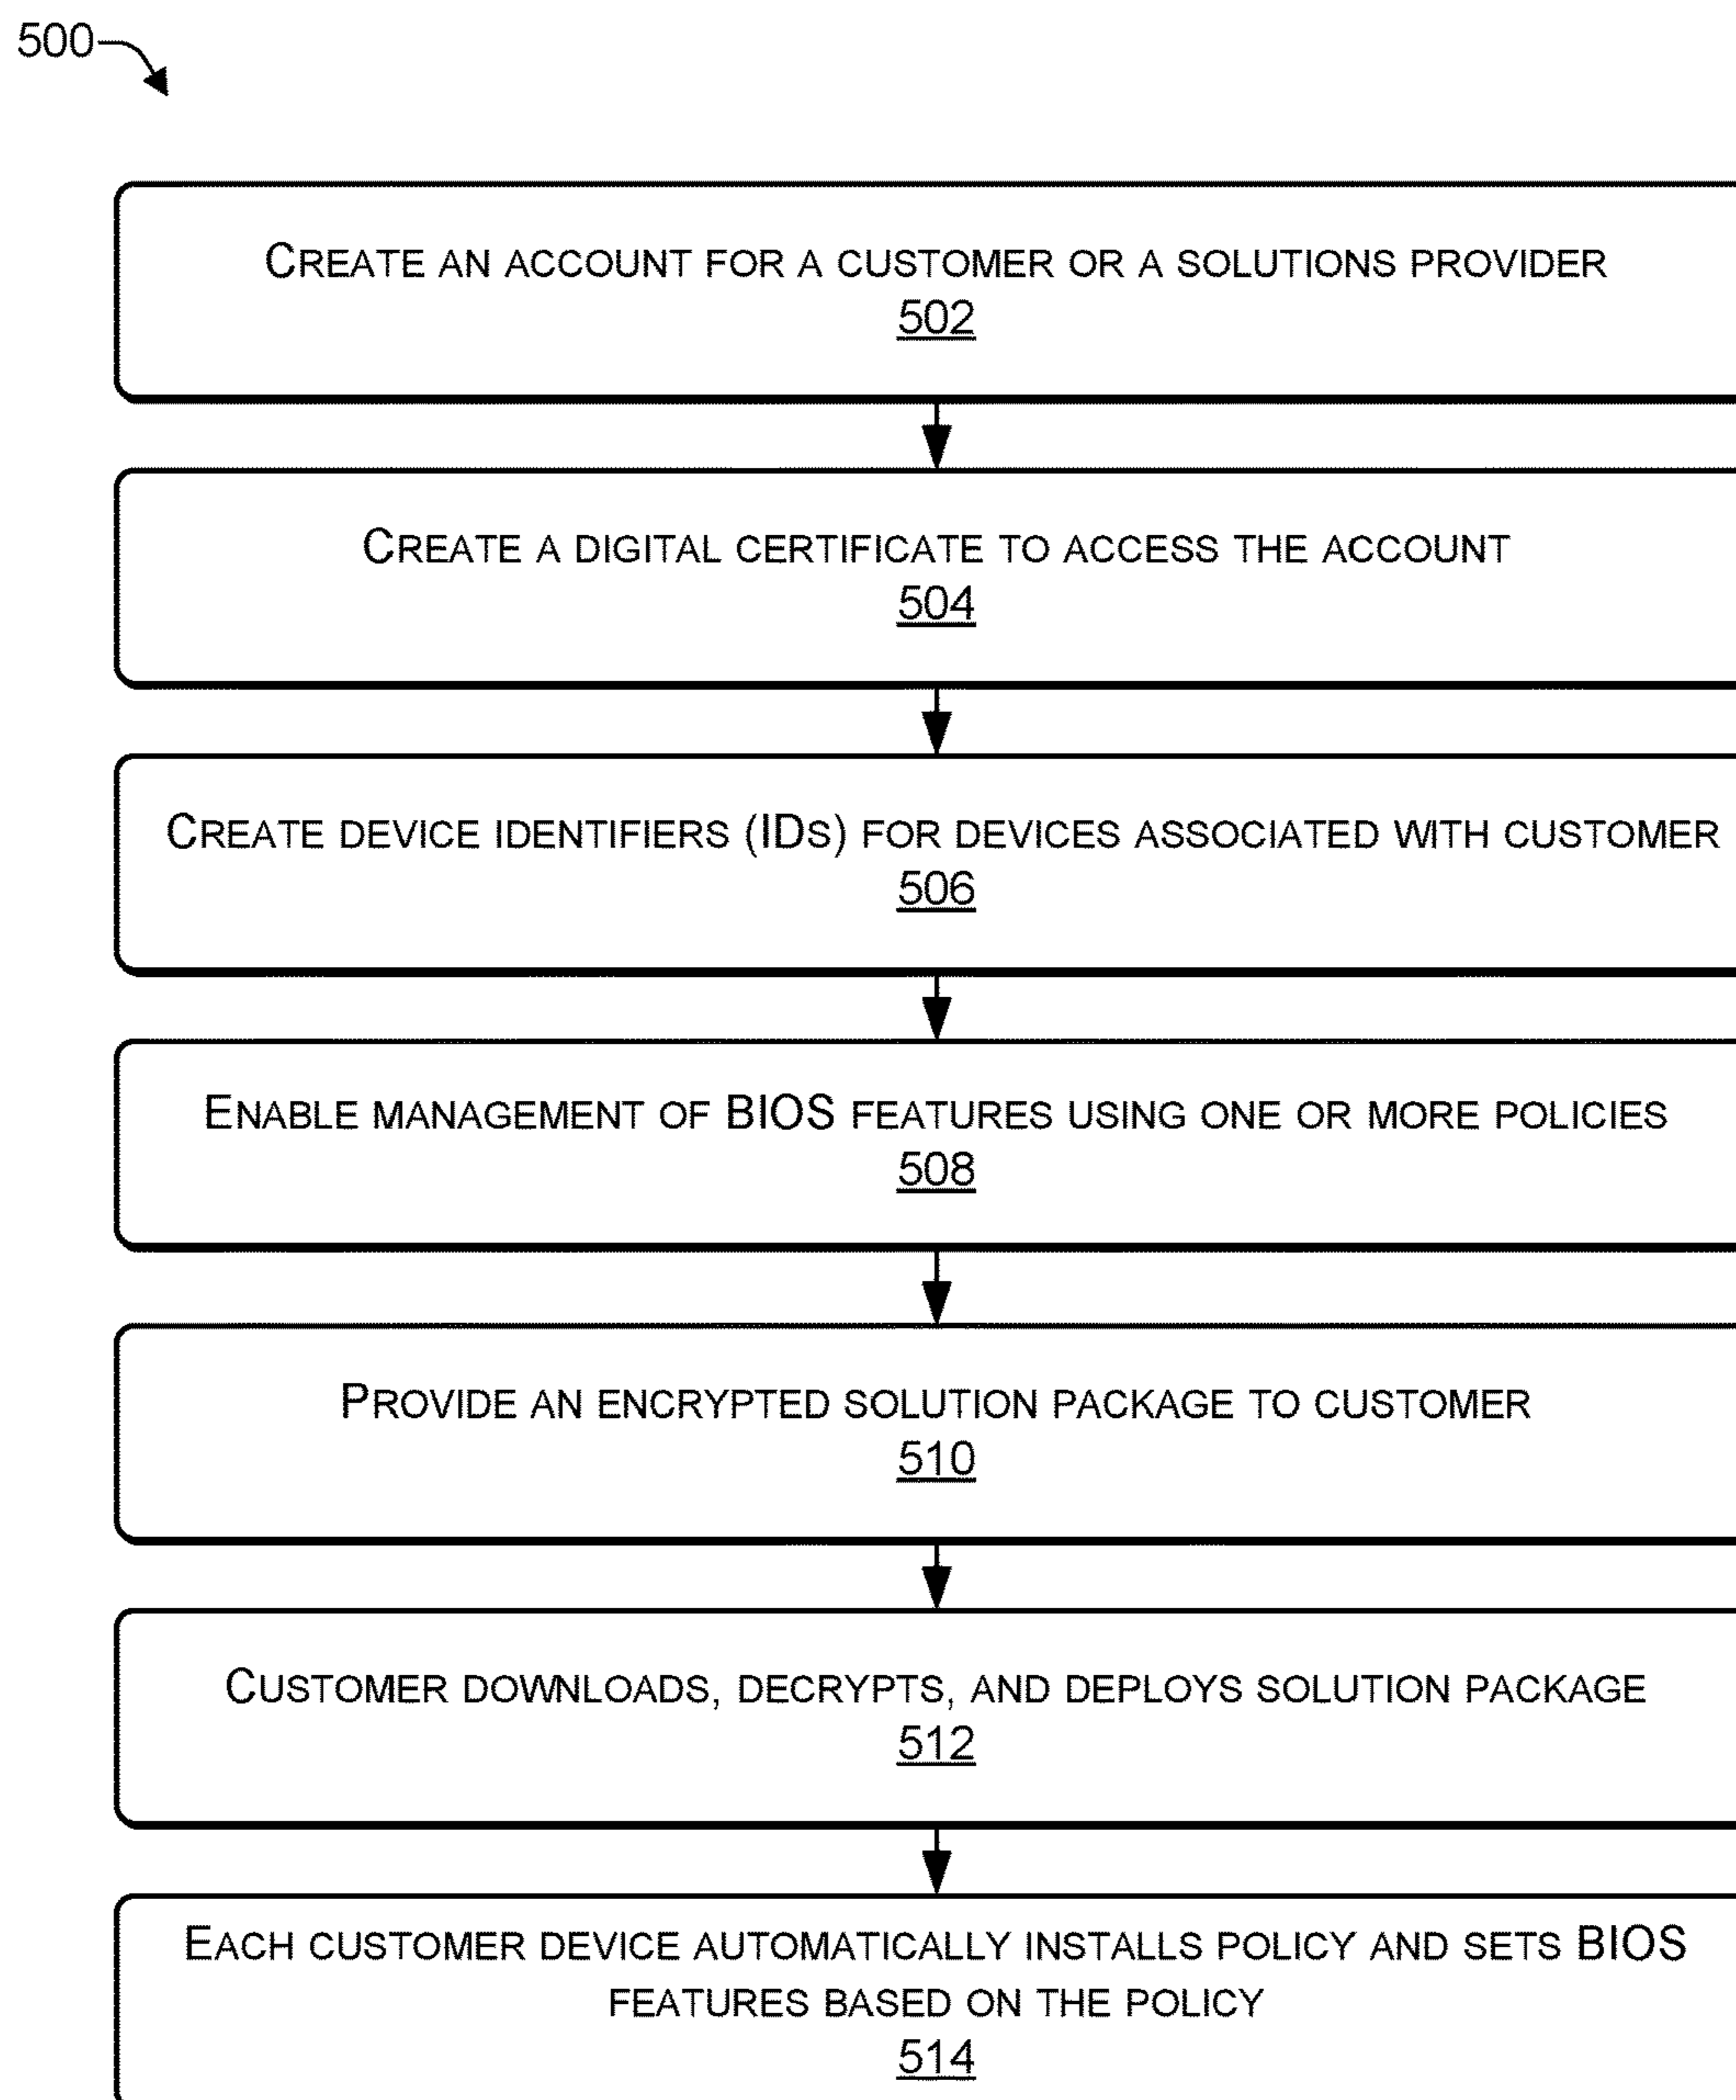 500
CREATE AN ACCOUNT FOR A CUSTOMER OR A SOLUTIONS PROVIDER
502
CREATE A DIGITAL CERTIFICATE TO ACCESS THE ACCOUNT
504
CREATE DEVICE IDENTIFIERS (IDS) FOR DEVICES ASSOCIATED WITH CUSTOMER
506
ENABLE MANAGEMENT OF BIOS FEATURES USING ONE OR MORE POLICIES
508
PROVIDE AN ENCRYPTED SOLUTION PACKAGE TO CUSTOMER
510
CUSTOMER DOWNLOADS, DECRYPTS, AND DEPLOYS SOLUTION PACKAGE
512
EACH CUSTOMER DEVICE AUTOMATICALLY INSTALLS POLICY AND SETS BIOS
FEATURES BASED ON THE POLICY
514